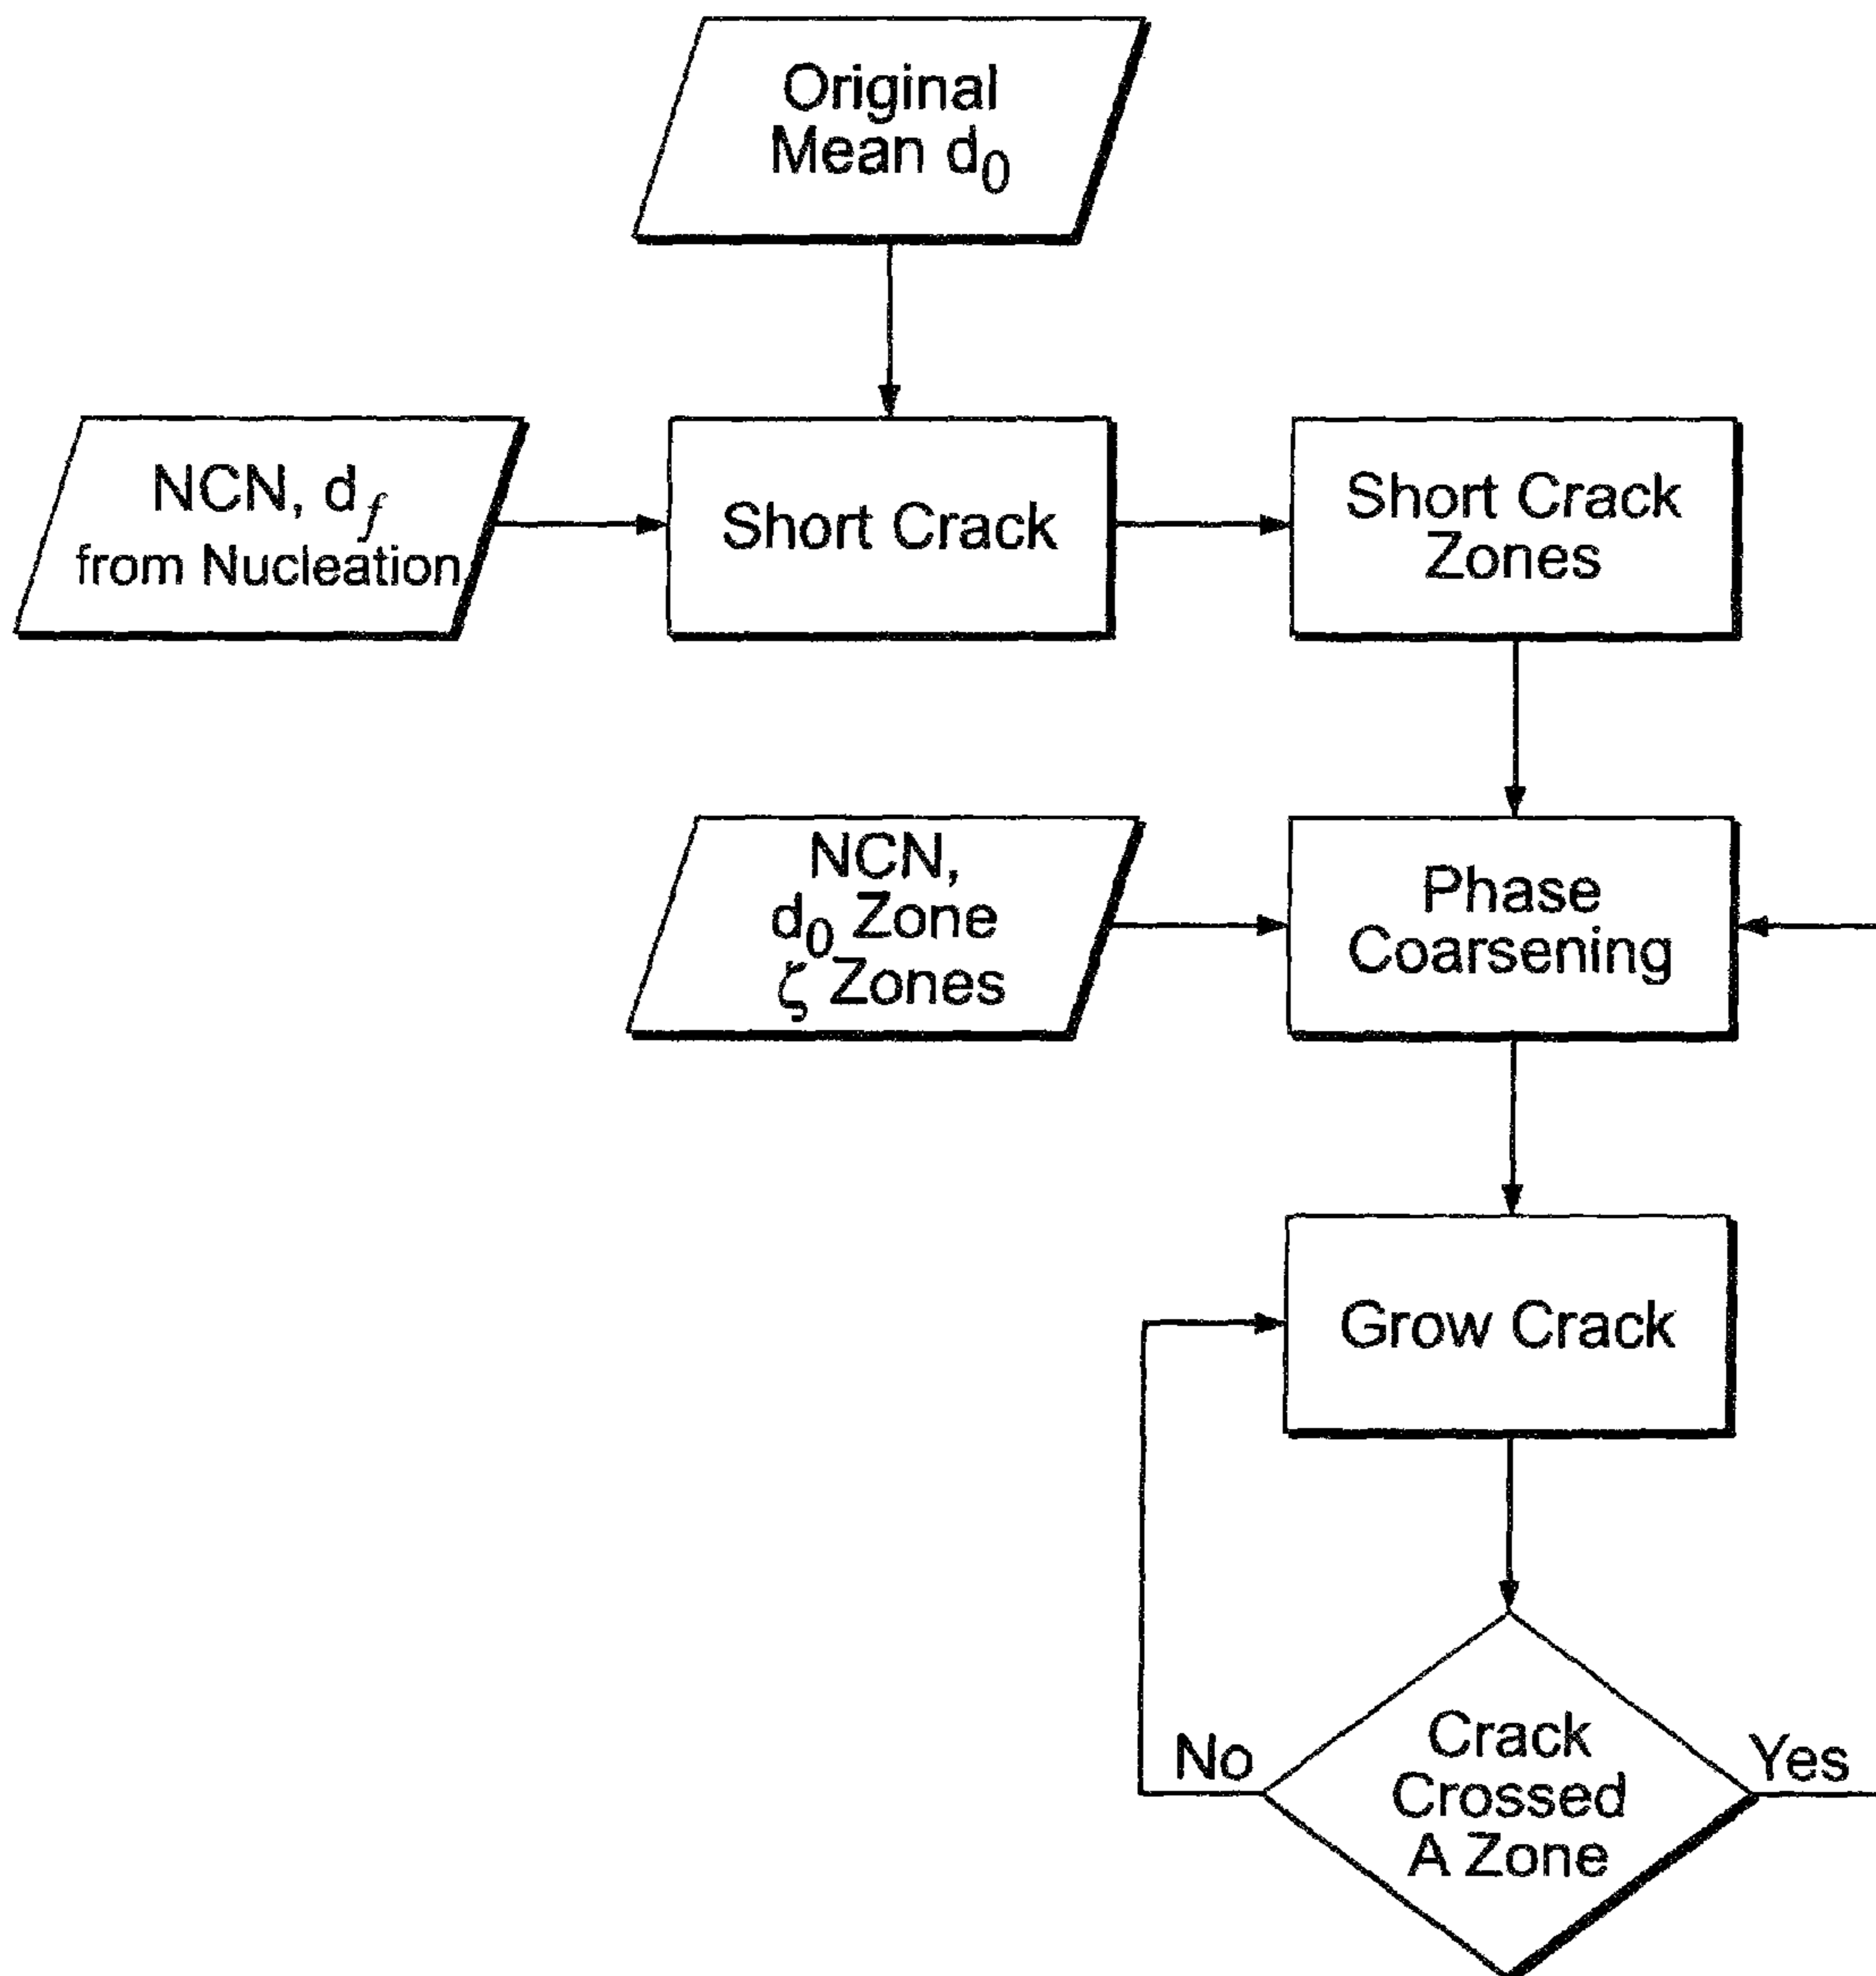 Original
Mean d₀
NCN, d_f
from Nucleation
Short Crack
Short Crack
Zones
NCN,
d₀ Zone
ζ Zones
Phase
Coarsening
Grow Crack
Crack
Crossed
A Zone
No
Yes